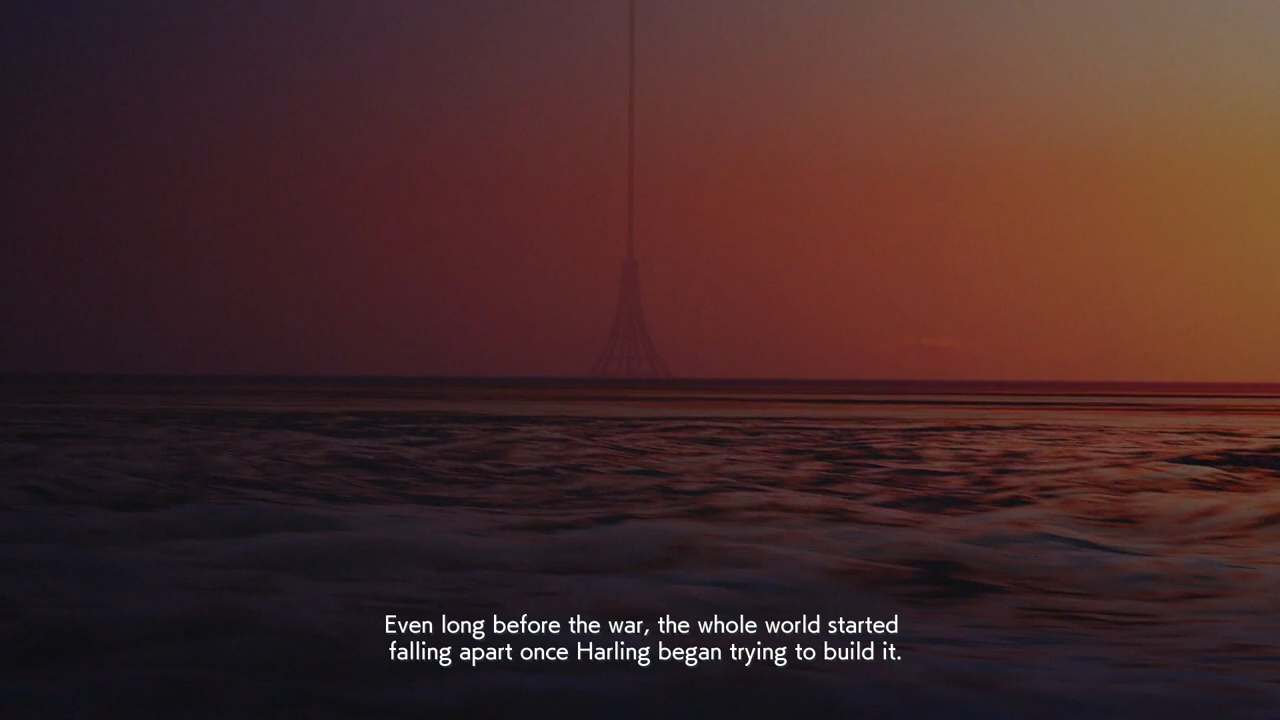 Even long before the war, the whole world started
falling apart once Harling began trying to build it.